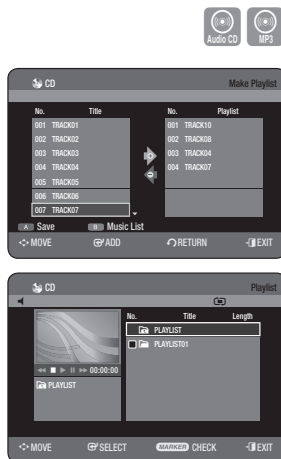 Audio CD MP3
CD Make Playlist
No. Title No. Playlist
001 TRACK01 001 TRACK10
002 TRACK02 002 TRACK08
003 TRACK03 003 TRACK04
004 TRACK04 004 TRACK07
005 TRACK05
006 TRACK06
007 TRACK07
A Save B Music List
MOVE ADD RETURN EXIT
CD Playlist
No. Title Length
PLAYLIST
PLAYLIST01
00:00:00
PLAYLIST
MOVE SELECT MARKER CHECK EXIT